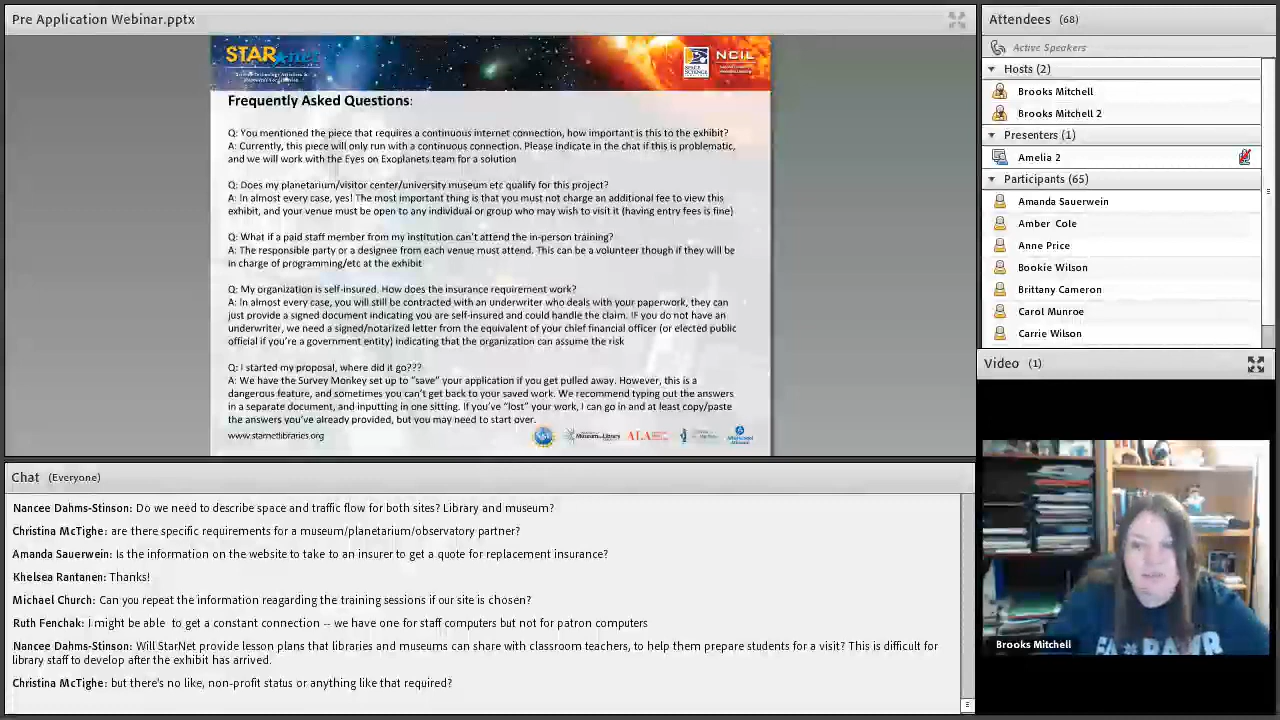 Pre Application Webinar.pptx
STAR net
SPACE SCIENCE
NCIL
Frequently Asked Questions:
Q: You mentioned the piece that requires a continuous internet connection, how important is this to the exhibit?
A: Currently, this piece will only run with a continuous connection. Please indicate in the chat if this is problematic,
and we will work with the Eyes on Exoplanets team for a solution
Q: Does my planetarium/visitor center/university museum etc qualify for this project?
A: In almost every case, yes! The most important thing is that you must not charge an additional fee to view this
exhibit, and your venue must be open to any individual or group who may wish to visit it (having entry fees is fine)
Q: What if a paid staff member from my institution can't attend the in-person training?
A: The responsible party or a designee from each venue must attend. This can be a volunteer though if they will be
in charge of programming/etc at the exhibit
Q: My organization is self-insured. How does the insurance requirement work?
A: In almost every case, you will still be contracted with an underwriter who deals with your paperwork, they can
just provide a signed document indicating you are self-insured and could handle the claim. IF you do not have an
underwriter, we need a signed/notarized letter from the equivalent of your chief financial officer (or elected public
official if you're a government entity) indicating that the organization can assume the risk
Q: I started my proposal, where did it go???
A: We have the Survey Monkey set up to “save” your application if you get pulled away. However, this is a
dangerous feature, and sometimes you can't get back to your saved work. We recommend typing out the answers
in a separate document, and inputting in one sitting. If you've “lost” your work, I can go in and at least copy/paste
the answers you've already provided, but you may need to start over.
www.starnetlibraries.org
ALA
Chat (Everyone)
Nancee Dahms-Stinson: Do we need to describe space and traffic flow for both sites? Library and museum?
Christina McTighe: are there specific requirements for a museum/planetarium/observatory partner?
Amanda Sauerwein: Is the information on the website to take to an insurer to get a quote for replacement insurance?
Khelsea Rantanen: Thanks!
Michael Church: Can you repeat the information reagarding the training sessions if our site is chosen?
Ruth Fenchak: I might be able to get a constant connection -- we have one for staff computers but not for patron computers
Nancee Dahms-Stinson: Will StarNet provide lesson plans that libraries and museums can share with classroom teachers, to help them prepare students for a visit? This is difficult for
library staff to develop after the exhibit has arrived.
Christina McTighe: but there's no like, non-profit status or anything like that required?
Attendees (68)
Active Speakers
Hosts (2)
Brooks Mitchell
Brooks Mitchell 2
Presenters (1)
Amelia 2
Participants (65)
Amanda Sauerwein
Amber Cole
Anne Price
Bookie Wilson
Brittany Cameron
Carol Munroe
Carrie Wilson
Video (1)
Brooks Mitchell